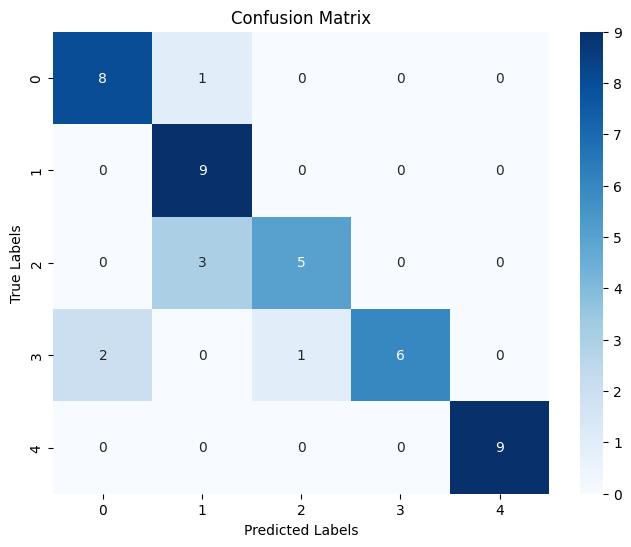 Confusion Matrix
True Labels
0 8 1 0 0 0
1 0 9 0 0 0
2 0 3 5 0 0
3 2 0 1 6 0
4 0 0 0 0 9
0 1 2 3 4
Predicted Labels
9
8
7
6
5
4
3
2
1
0